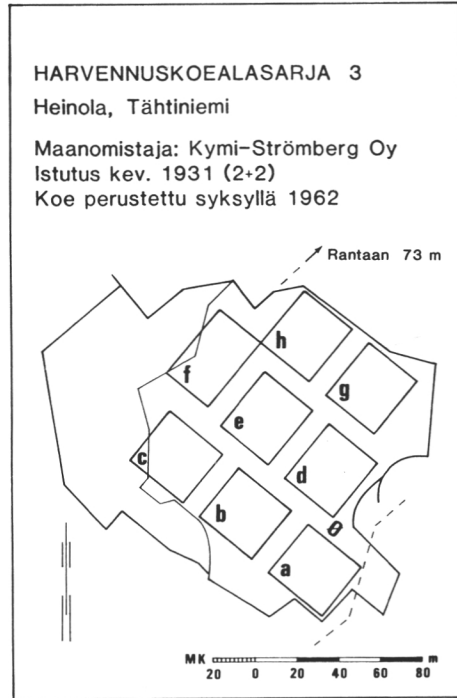 HARVENNUSKOEALASARJA 3
Heinola, Tähtiniemi
Maanomistaja: Kymi-Strömberg Oy
Istutus kev. 1931 (2+2)
Koe perustettu syksyllä 1962
Rantaan 73 m
h
f
g
e
c
d
b
a
MK m
20 0 20 40 60 80